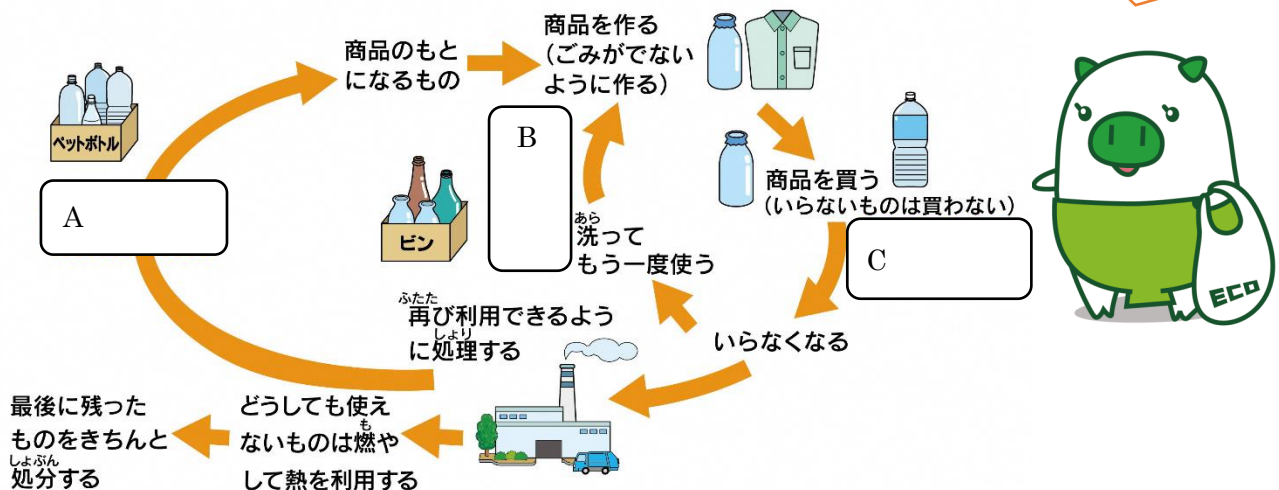 商品のもと
になるもの
商品を作る
(ごみがでない
ように作る)
ペットボトル
A
B
ビン
商品を買う
(いらないものは買わない)
C
ECO
あら
洗って
もう一度使う
いらなくなる
ふたた
再び利用できるよう
しょり
に処理する
どうしても使え
も
ないものは燃や
して熱を利用する
最後に残った
ものをきちんと
しょぶん
処分する